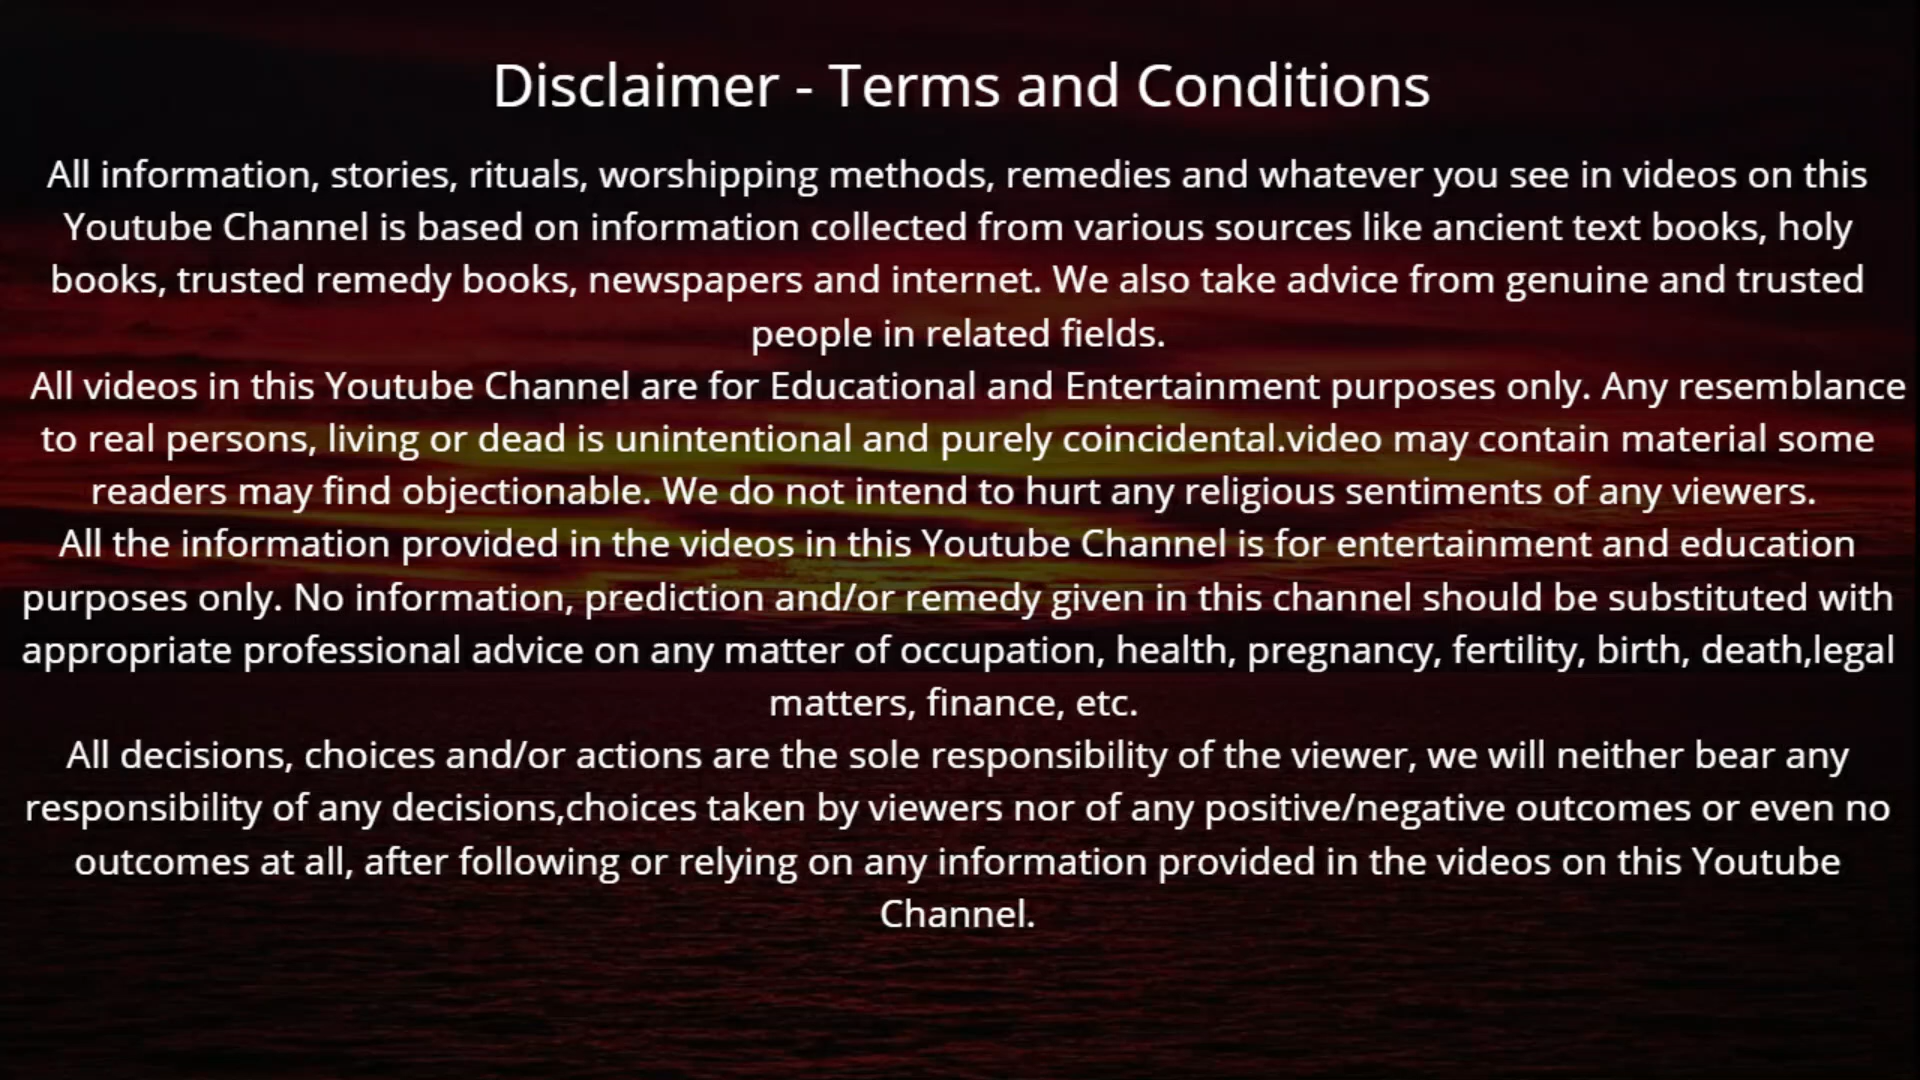 Disclaimer - Terms and Conditions
All information, stories, rituals, worshipping methods, remedies and whatever you see in videos on this
Youtube Channel is based on information collected from various sources like ancient text books, holy
books, trusted remedy books, newspapers and internet. We also take advice from genuine and trusted
people in related fields.
All videos in this Youtube Channel are for Educational and Entertainment purposes only. Any resemblance
to real persons, living or dead is unintentional and purely coincidental.video may contain material some
readers may find objectionable. We do not intend to hurt any religious sentiments of any viewers.
All the information provided in the videos in this Youtube Channel is for entertainment and education
purposes only. No information, prediction and/or remedy given in this channel should be substituted with
appropriate professional advice on any matter of occupation, health, pregnancy, fertility, birth, death,legal
matters, finance, etc.
All decisions, choices and/or actions are the sole responsibility of the viewer, we will neither bear any
responsibility of any decisions,choices taken by viewers nor of any positive/negative outcomes or even no
outcomes at all, after following or relying on any information provided in the videos on this Youtube
Channel.